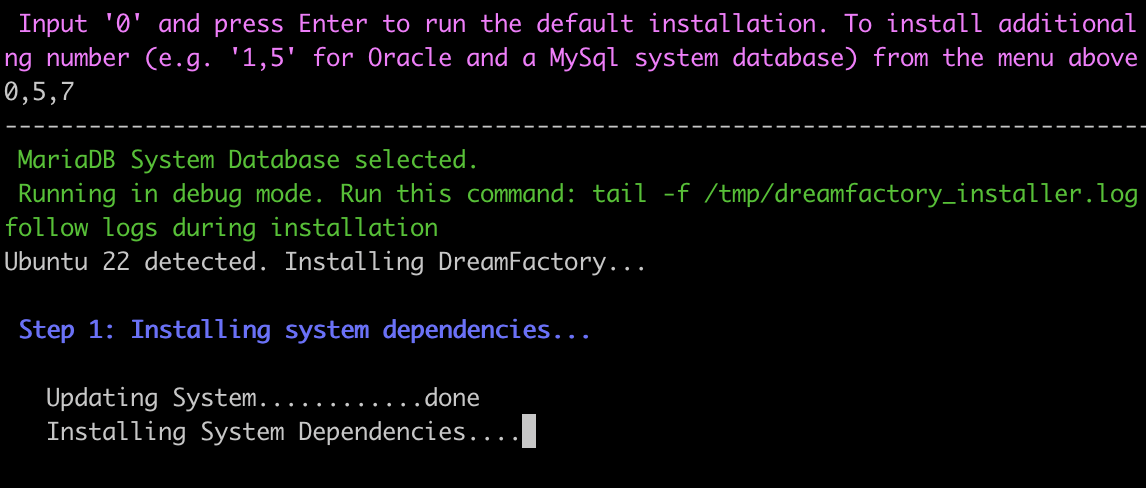 Input '0' and press Enter to run the default installation. To install additional
ng number (e.g. '1,5' for Oracle and a MySql system database) from the menu above
0,5,7
---------------------------------------------------------------------------------
MariaDB System Database selected.
Running in debug mode. Run this command: tail -f /tmp/dreamfactory_installer.log
follow logs during installation
Ubuntu 22 detected. Installing DreamFactory...
Step 1: Installing system dependencies...
Updating System............done
Installing System Dependencies....